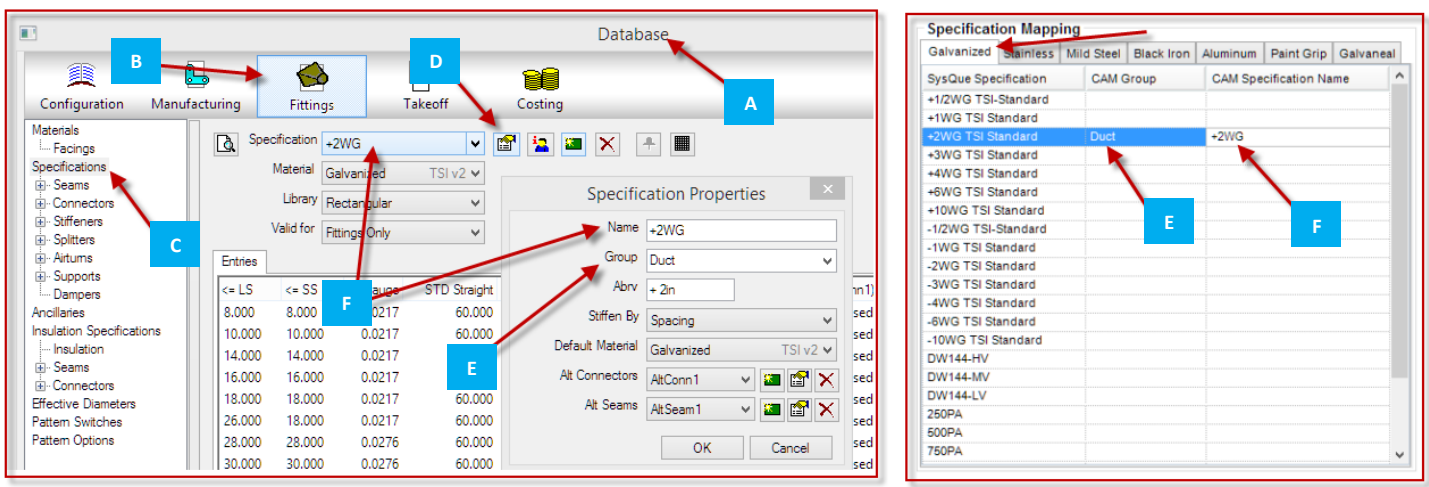 Database
B
D
A
Configuration
Manufacturing
Fittings
Takeoff
Costing
Materials
Facings
Specifications
Seams
Connectors
Stiffeners
Splitters
Airturns
Supports
Dampers
Ancillaries
Insulation Specifications
Insulation
Seams
Connectors
Effective Diameters
Pattern Switches
Pattern Options
C
Specification +2WG
Material Galvanized TSI v2
Library Rectangular
Valid for Fittings Only
Entries
<= LS <= SS STD Straight
8.000 8.000 0.0217 60.000
10.000 10.000 0.0217 60.000
14.000 14.000 0.0217 60.000
16.000 16.000 0.0217 60.000
18.000 18.000 0.0217 60.000
26.000 18.000 0.0217 60.000
28.000 28.000 0.0276 60.000
30.000 30.000 0.0276 60.000
F
E
Specification Properties
Name +2WG
Group Duct
Abrv + 2in
Stiffen By Spacing
Default Material Galvanized TSI v2
Alt Connectors AltConn1
Alt Seams AltSeam1
OK Cancel
Specification Mapping
Galvanized Stainless Mild Steel Black Iron Aluminum Paint Grip Galvaneal
SysQue Specification CAM Group CAM Specification Name
+1/2WG TSI-Standard
+1WG TSI Standard
+2WG TSI Standard Duct +2WG
+3WG TSI Standard
+4WG TSI Standard
+6WG TSI Standard
+10WG TSI Standard
-1/2WG TSI-Standard
-1WG TSI Standard
-2WG TSI Standard
-3WG TSI Standard
-4WG TSI Standard
-6WG TSI Standard
-10WG TSI Standard
DW144-HV
DW144-MV
DW144-LV
250PA
500PA
750PA
E
F